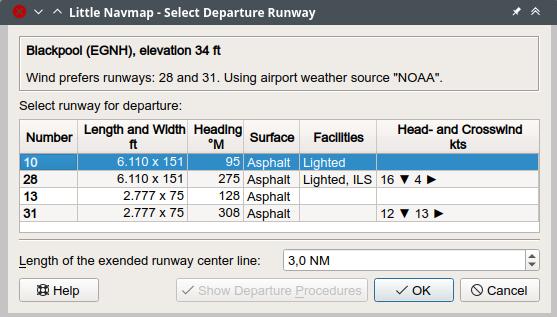 Little Navmap - Select Departure Runway
Blackpool (EGNH), elevation 34 ft
Wind prefers runways: 28 and 31. Using airport weather source "NOAA".
Select runway for departure:
Number Length and Width ft Heading °M Surface Facilities Head- and Crosswind kts
10 6.110 x 151 95 Asphalt Lighted
28 6.110 x 151 275 Asphalt Lighted, ILS 16 ▼ 4 ►
13 2.777 x 75 128 Asphalt
31 2.777 x 75 308 Asphalt 12 ▼ 13 ►
Length of the exended runway center line: 3,0 NM
Help Show Departure Procedures OK Cancel